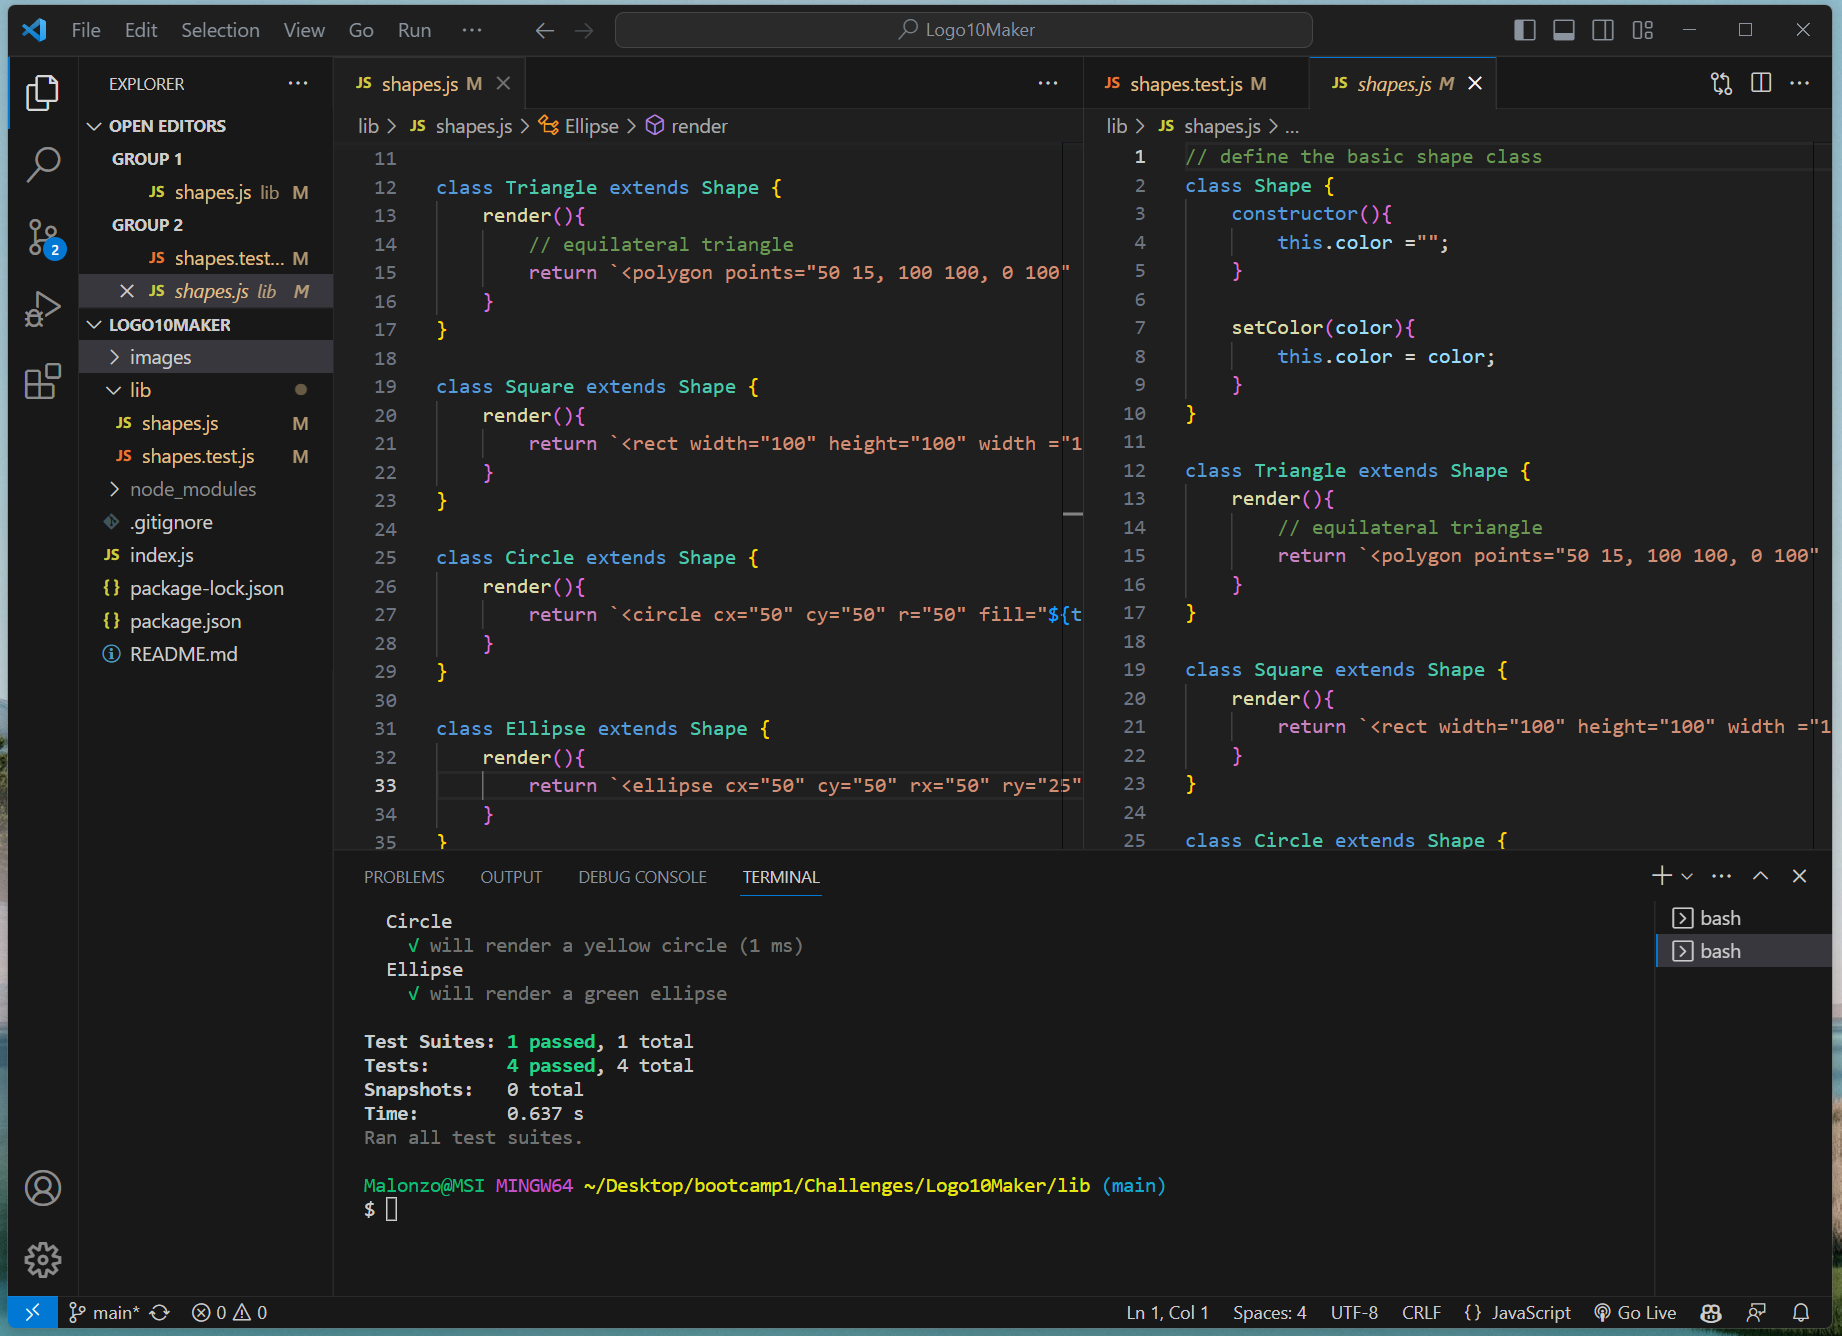 File Edit Selection View Go Run ··· Logo10Maker
EXPLORER
OPEN EDITORS
GROUP 1
JS shapes.js lib M
GROUP 2
JS shapes.test... M
JS shapes.js lib M
LOGO10MAKER
images
lib
JS shapes.js M
JS shapes.test.js M
node_modules
.gitignore
JS index.js
{} package-lock.json
{} package.json
README.md
2
JS shapes.js M
lib > JS shapes.js > Ellipse > render
11
12 class Triangle extends Shape {
13 render(){
14 // equilateral triangle
15 return `<polygon points="50 15, 100 100, 0 100"
16 }
17 }
18
19 class Square extends Shape {
20 render(){
21 return `<rect width="100" height="100" width ="1
22 }
23 }
24
25 class Circle extends Shape {
26 render(){
27 return `<circle cx="50" cy="50" r="50" fill="${t
28 }
29 }
30
31 class Ellipse extends Shape {
32 render(){
33 return `<ellipse cx="50" cy="50" rx="50" ry="25"
34 }
35 }
JS shapes.test.js M JS shapes.js M
lib > JS shapes.js > ...
1 // define the basic shape class
2 class Shape {
3 constructor(){
4 this.color ="";
5 }
6
7 setColor(color){
8 this.color = color;
9 }
10 }
11
12 class Triangle extends Shape {
13 render(){
14 // equilateral triangle
15 return `<polygon points="50 15, 100 100, 0 100"
16 }
17 }
18
19 class Square extends Shape {
20 render(){
21 return `<rect width="100" height="100" width ="1
22 }
23 }
24
25 class Circle extends Shape {
PROBLEMS OUTPUT DEBUG CONSOLE TERMINAL
Circle
√ will render a yellow circle (1 ms)
Ellipse
√ will render a green ellipse
Test Suites: 1 passed, 1 total
Tests: 4 passed, 4 total
Snapshots: 0 total
Time: 0.637 s
Ran all test suites.
Malonzo@MSI MINGW64 ~/Desktop/bootcamp1/Challenges/Logo10Maker/lib (main)
$
bash
bash
main* 0 0 Ln 1, Col 1 Spaces: 4 UTF-8 CRLF {} JavaScript Go Live